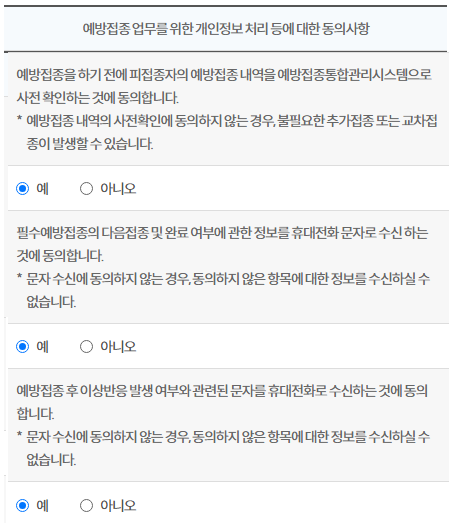 예방접종 업무를 위한 개인정보 처리 등에 대한 동의사항
예방접종을 하기 전에 피접종자의 예방접종 내역을 예방접종통합관리시스템으로
사전 확인하는 것에 동의합니다.
* 예방접종 내역의 사전확인에 동의하지 않는 경우, 불필요한 추가접종 또는 교차접
종이 발생할 수 있습니다.
예 아니오
필수예방접종의 다음접종 및 완료 여부에 관한 정보를 휴대전화 문자로 수신 하는
것에 동의합니다.
* 문자 수신에 동의하지 않는 경우, 동의하지 않은 항목에 대한 정보를 수신하실 수
없습니다.
예 아니오
예방접종 후 이상반응 발생 여부와 관련된 문자를 휴대전화로 수신하는 것에 동의
합니다.
* 문자 수신에 동의하지 않는 경우, 동의하지 않은 항목에 대한 정보를 수신하실 수
없습니다.
예 아니오